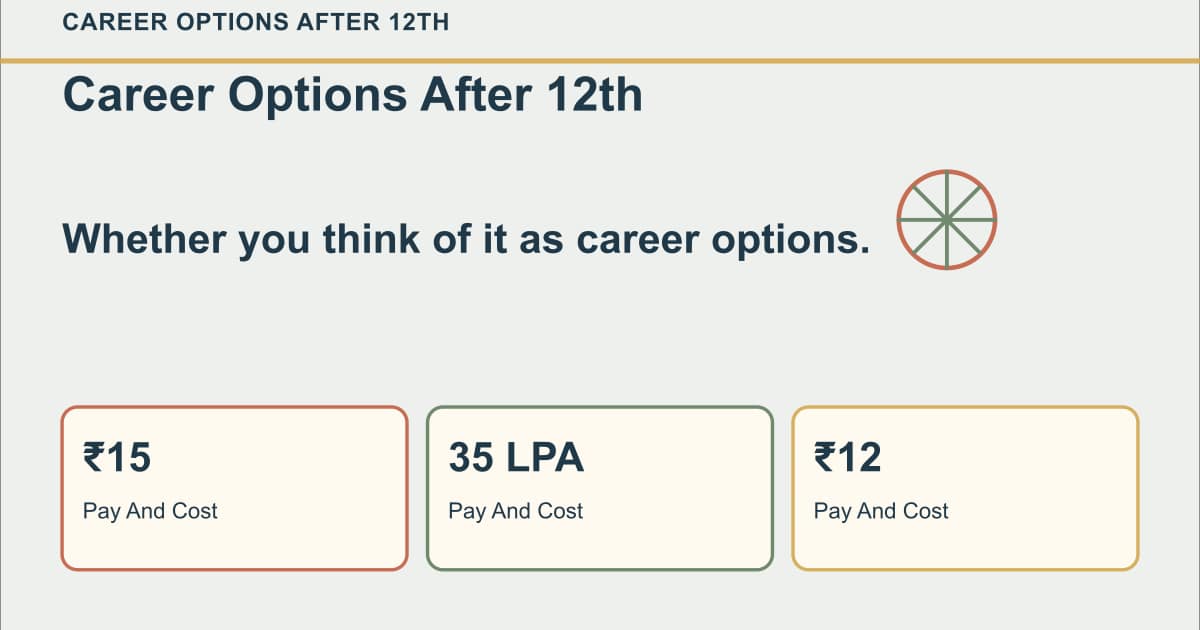 CAREER OPTIONS AFTER 12TH
Career Options After 12th
Whether you think of it as career options.
₹15
Pay And Cost
35 LPA
Pay And Cost
₹12
Pay And Cost